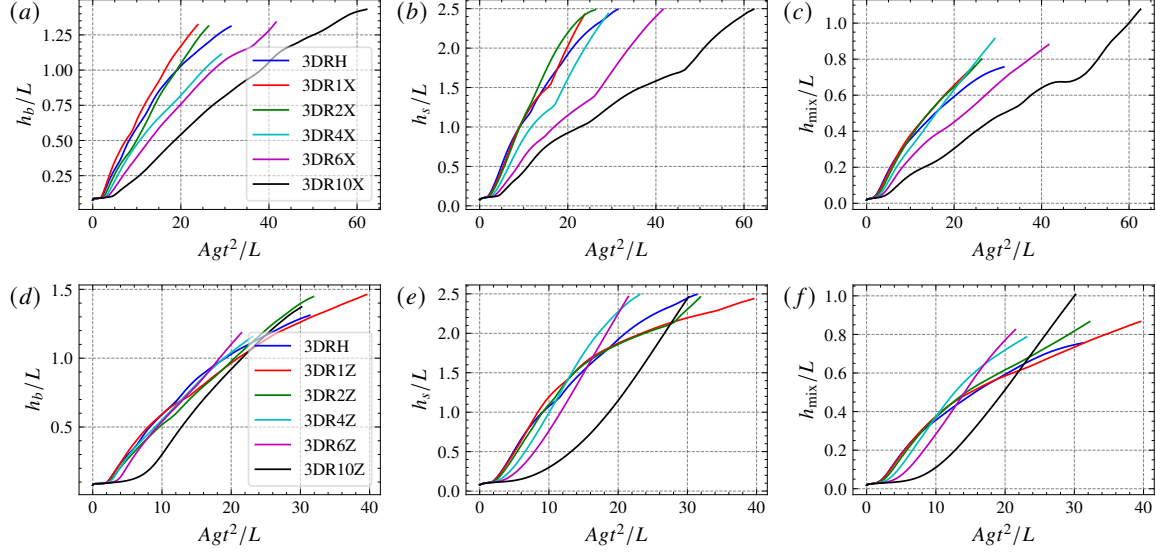 (a)
1.25
1.00
0.75
0.50
0.25
h_b/L
0 20 40 60
Agt²/L
3DRH
3DR1X
3DR2X
3DR4X
3DR6X
3DR10X
(b)
2.5
2.0
1.5
1.0
0.5
0.0
h_s/L
0 20 40 60
Agt²/L
(c)
1.0
0.8
0.6
0.4
0.2
0.0
h_mix/L
0 20 40 60
Agt²/L
(d)
1.5
1.0
0.5
h_b/L
0 10 20 30 40
Agt²/L
3DRH
3DR1Z
3DR2Z
3DR4Z
3DR6Z
3DR10Z
(e)
2.5
2.0
1.5
1.0
0.5
0.0
h_s/L
0 10 20 30 40
Agt²/L
(f)
1.0
0.8
0.6
0.4
0.2
0.0
h_mix/L
0 10 20 30 40
Agt²/L